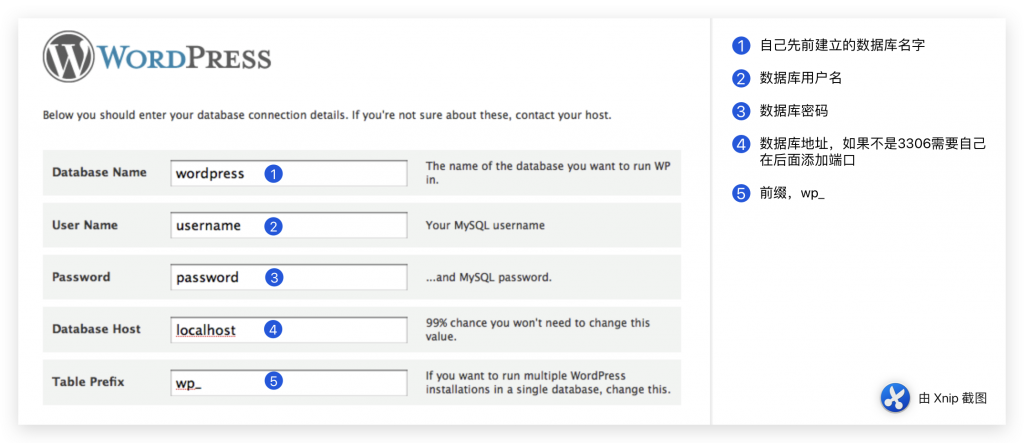 WORDPRESS
Below you should enter your database connection details. If you're not sure about these, contact your host.
Database Name
wordpress
1
The name of the database you want to run WP
in.
User Name
username
2
Your MySQL username
Password
password
3
...and MySQL password.
Database Host
localhost
4
99% chance you won't need to change this
value.
Table Prefix
wp_
5
If you want to run multiple WordPress
installations in a single database, change this.
1 自己先前建立的数据库名字
2 数据库用户名
3 数据库密码
4 数据库地址，如果不是3306需要自己
在后面添加端口
5 前缀，wp_
由 Xnip 截图